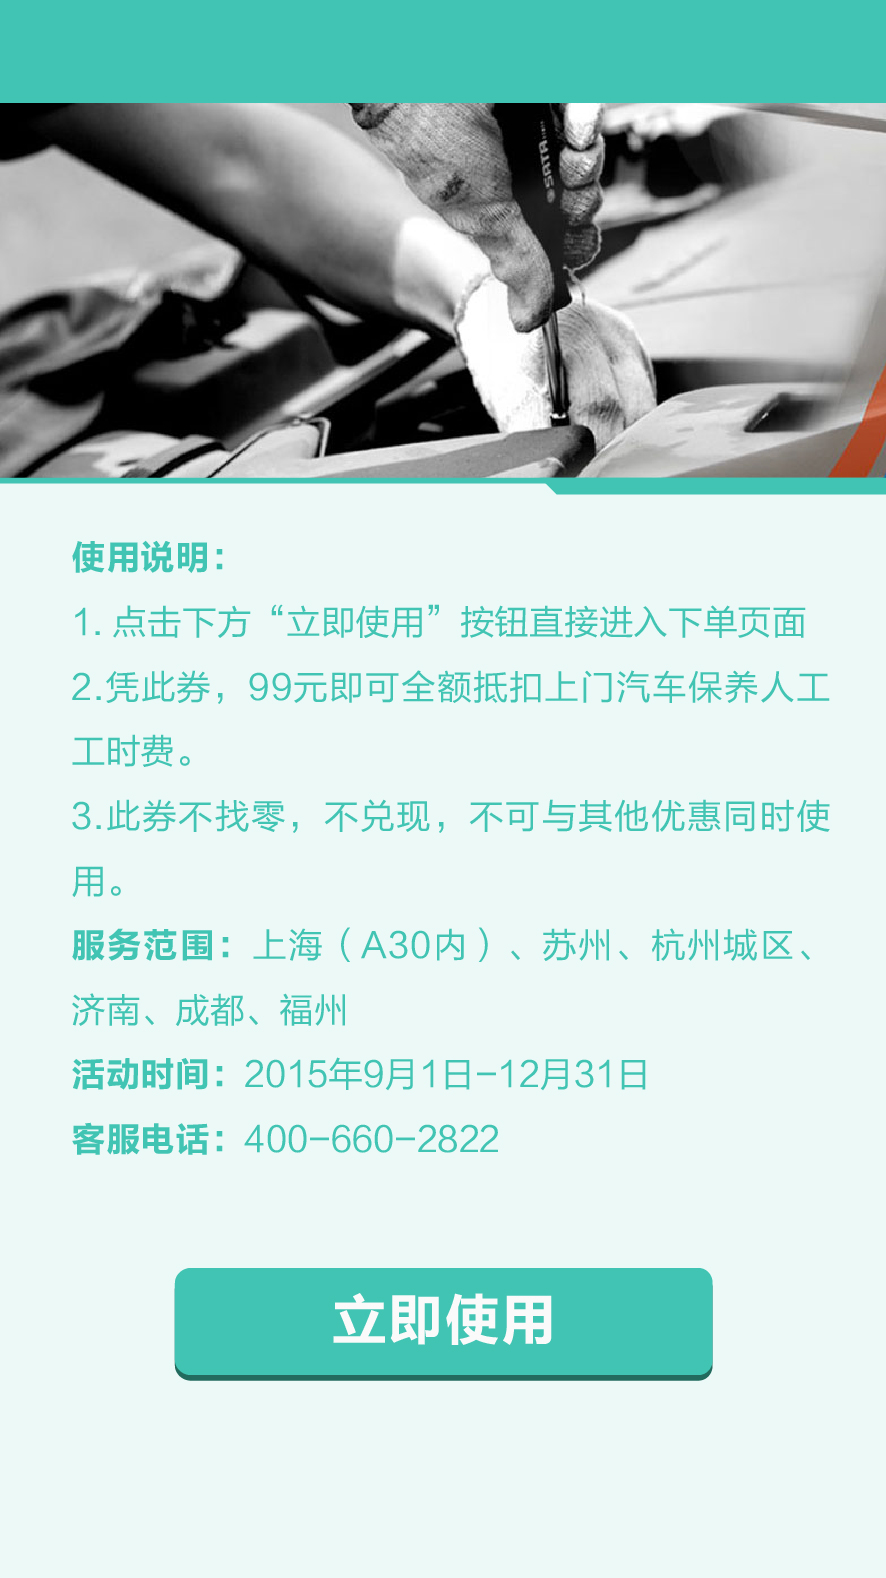 SATA
使用说明：
1. 点击下方“立即使用”按钮直接进入下单页面
2.凭此券，99元即可全额抵扣上门汽车保养人工
工时费。
3.此券不找零，不兑现，不可与其他优惠同时使
用。
服务范围：上海（A30内）、苏州、杭州城区、
济南、成都、福州
活动时间：2015年9月1日-12月31日
客服电话：400-660-2822
立即使用